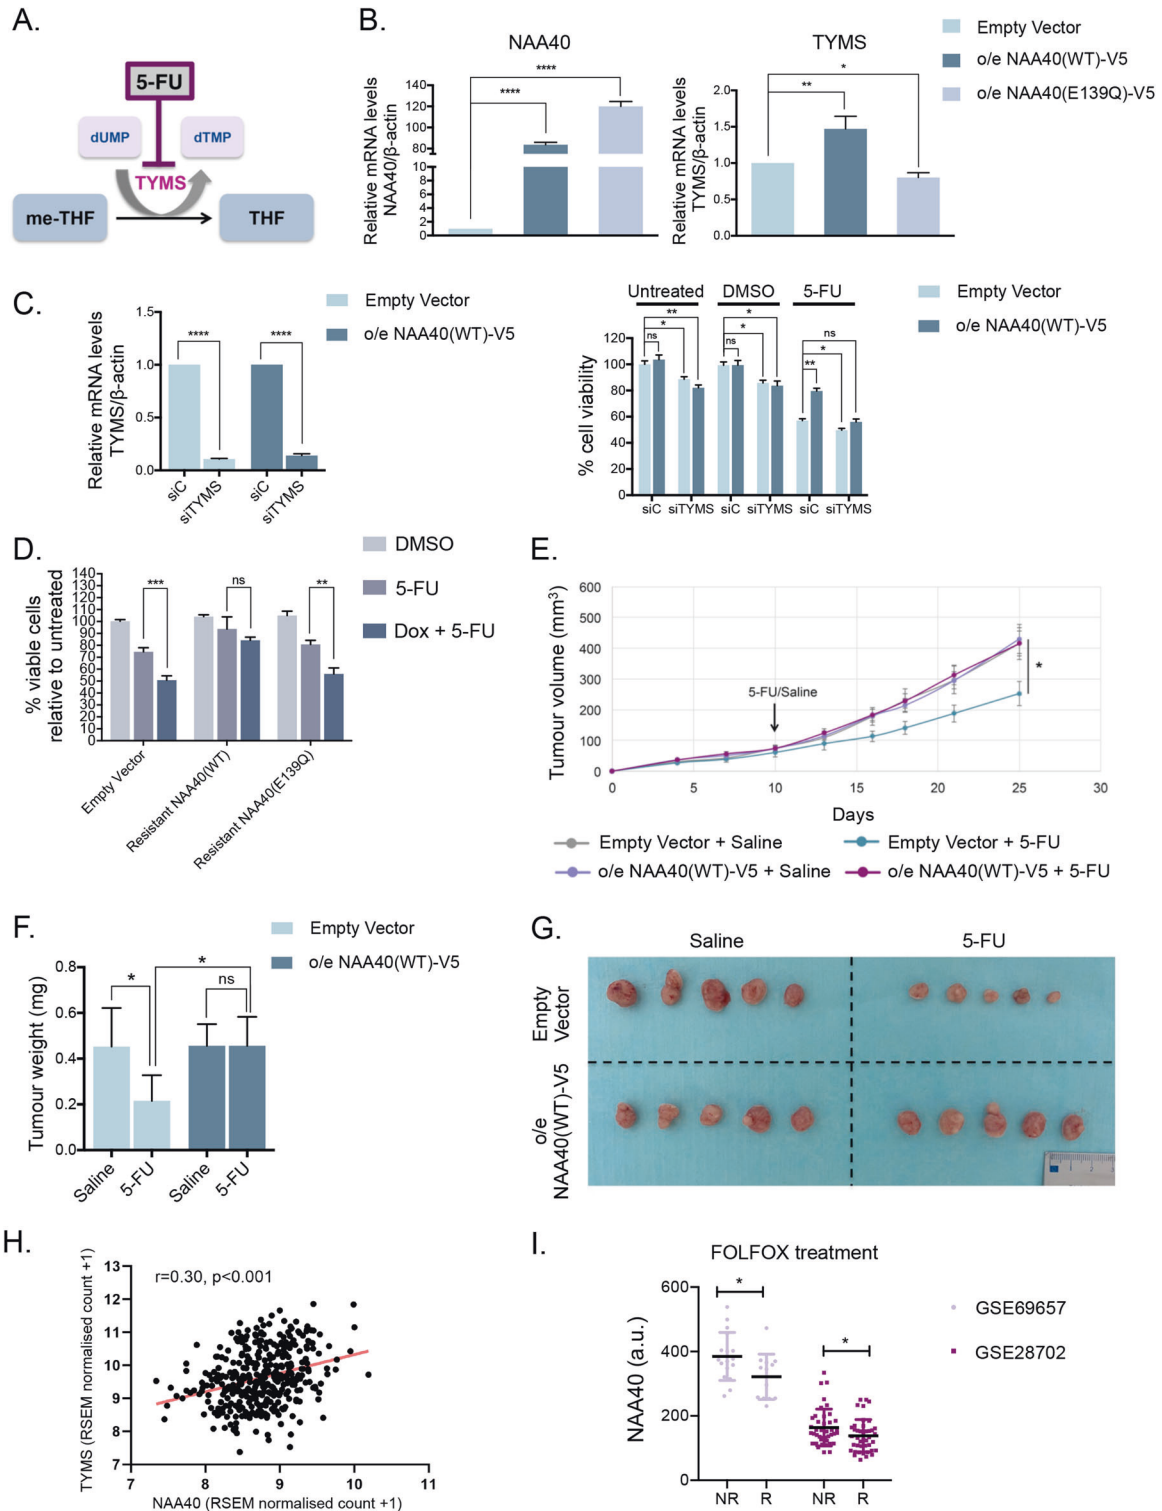 A.
5-FU
dUMP
dTMP
TYMS
me-THF
THF
B.
NAA40
TYMS
Empty Vector
o/e NAA40(WT)-V5
o/e NAA40(E139Q)-V5
Relative mRNA levels
NAA40/β-actin
140
120
100
80
10
8
6
4
2
0
****
****
Relative mRNA levels
TYMS/β-actin
2.0
1.5
1.0
0.5
0.0
*
**
C.
Empty Vector
o/e NAA40(WT)-V5
Relative mRNA levels
TYMS/β-actin
1.5
1.0
0.5
0.0
****
****
siC
siTYMS
siC
siTYMS
Untreated
DMSO
5-FU
Empty Vector
o/e NAA40(WT)-V5
% cell viability
120
100
80
60
40
20
0
**
*
ns
*
*
ns
ns
*
**
siC
siTYMS
siC
siTYMS
siC
siTYMS
D.
DMSO
5-FU
Dox + 5-FU
% viable cells
relative to untreated
140
130
120
110
100
90
80
70
60
50
40
30
20
10
0
***
ns
**
Empty Vector
Resistant NAA40(WT)
Resistant NAA40(E139Q)
E.
Tumour volume (mm³)
600
500
400
300
200
100
0
5-FU/Saline
*
0
5
10
15
20
25
30
Days
Empty Vector + Saline
Empty Vector + 5-FU
o/e NAA40(WT)-V5 + Saline
o/e NAA40(WT)-V5 + 5-FU
F.
Empty Vector
o/e NAA40(WT)-V5
Tumour weight (mg)
0.8
0.6
0.4
0.2
0.0
*
*
ns
Saline
5-FU
Saline
5-FU
G.
Saline
5-FU
Empty
Vector
o/e
NAA40(WT)-V5
H.
TYMS (RSEM normalised count +1)
13
12
11
10
9
8
7
r=0.30, p<0.001
7
8
9
10
11
NAA40 (RSEM normalised count +1)
I.
FOLFOX treatment
NAA40 (a.u.)
600
400
200
0
*
*
GSE69657
GSE28702
NR
R
NR
R